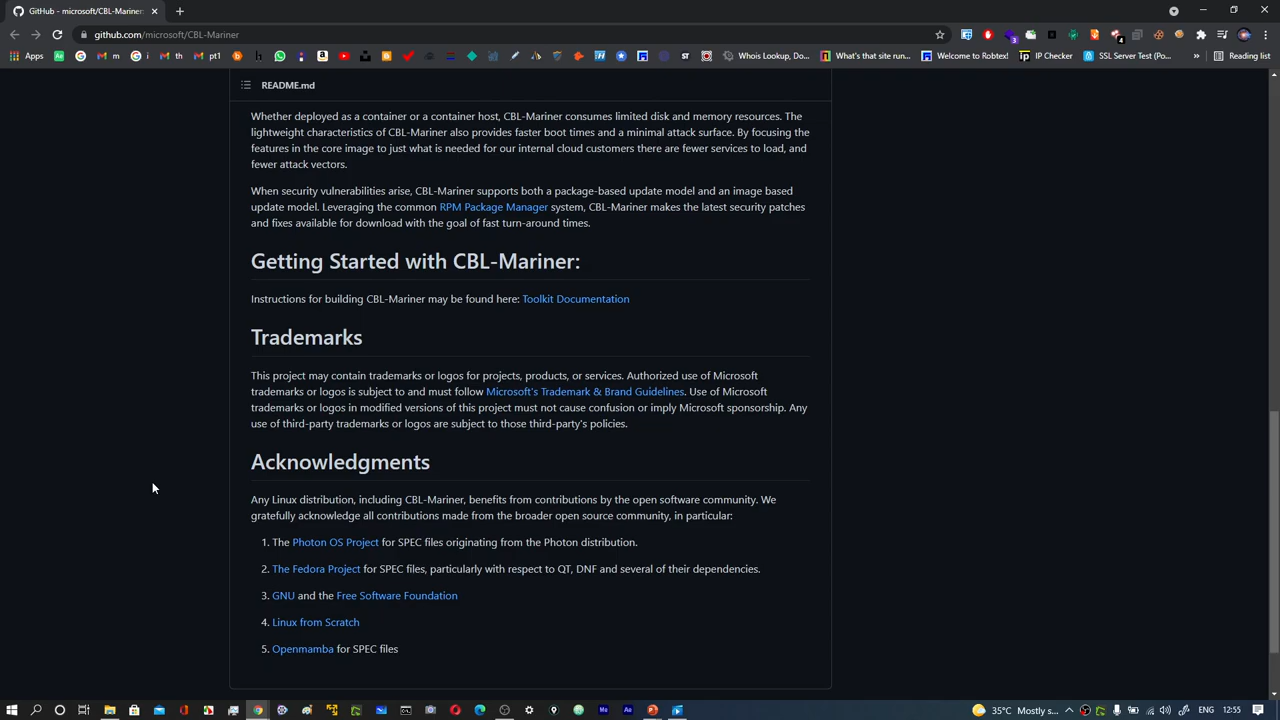 GitHub - microsoft/CBL-Mariner:
github.com/microsoft/CBL-Mariner
Apps
m
i
th
pt1
Whois Lookup, Do...
What's that site run...
Welcome to Robtex!
IP Checker
SSL Server Test (Po...
»
Reading list
README.md
Whether deployed as a container or a container host, CBL-Mariner consumes limited disk and memory resources. The
lightweight characteristics of CBL-Mariner also provides faster boot times and a minimal attack surface. By focusing the
features in the core image to just what is needed for our internal cloud customers there are fewer services to load, and
fewer attack vectors.
When security vulnerabilities arise, CBL-Mariner supports both a package-based update model and an image based
update model. Leveraging the common RPM Package Manager system, CBL-Mariner makes the latest security patches
and fixes available for download with the goal of fast turn-around times.
Getting Started with CBL-Mariner:
Instructions for building CBL-Mariner may be found here: Toolkit Documentation
Trademarks
This project may contain trademarks or logos for projects, products, or services. Authorized use of Microsoft
trademarks or logos is subject to and must follow Microsoft's Trademark & Brand Guidelines. Use of Microsoft
trademarks or logos in modified versions of this project must not cause confusion or imply Microsoft sponsorship. Any
use of third-party trademarks or logos are subject to those third-party's policies.
Acknowledgments
Any Linux distribution, including CBL-Mariner, benefits from contributions by the open software community. We
gratefully acknowledge all contributions made from the broader open source community, in particular:
1. The Photon OS Project for SPEC files originating from the Photon distribution.
2. The Fedora Project for SPEC files, particularly with respect to QT, DNF and several of their dependencies.
3. GNU and the Free Software Foundation
4. Linux from Scratch
5. Openmamba for SPEC files
35°C Mostly s...
ENG
12:55